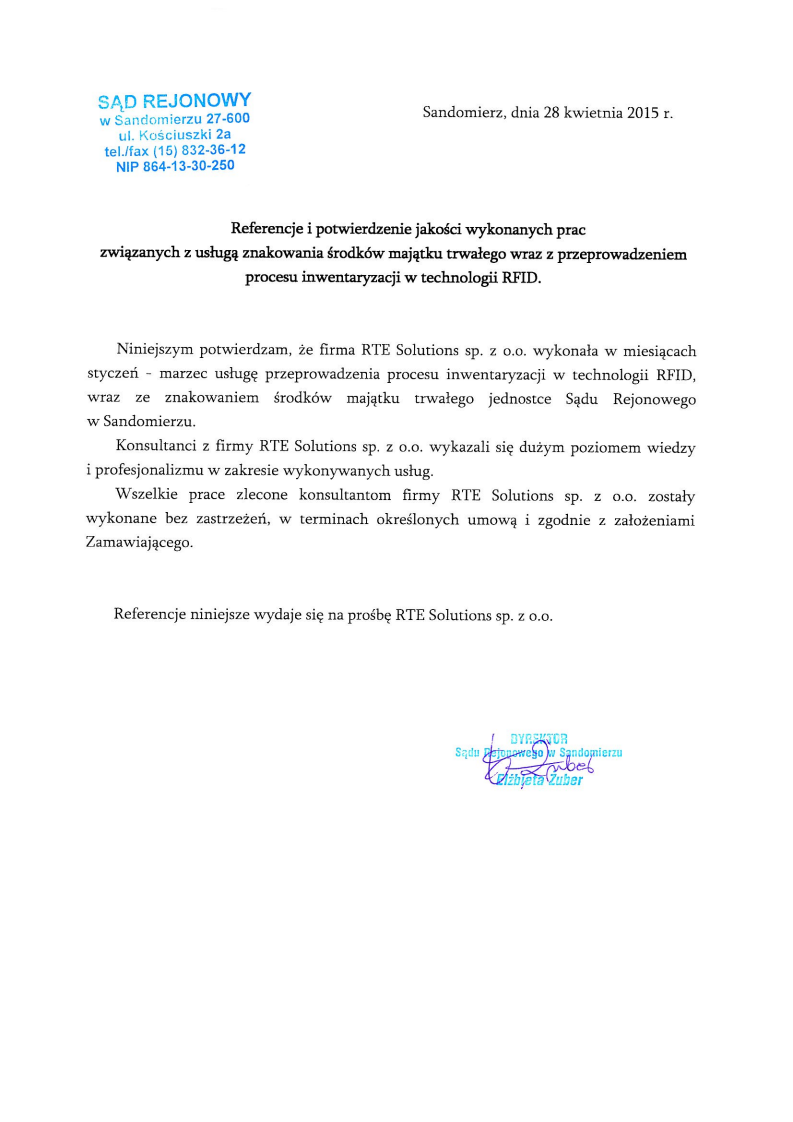 SĄD REJONOWY
w Sandomierzu 27-600
ul. Kościuszki 2a
tel./fax (15) 832-36-12
NIP 864-13-30-250
Sandomierz, dnia 28 kwietnia 2015 r.
Referencje i potwierdzenie jakości wykonanych prac
związanych z usługą znakowania środków majątku trwałego wraz z przeprowadzeniem
procesu inwentaryzacji w technologii RFID.
Niniejszym potwierdzam, że firma RTE Solutions sp. z o.o. wykonała w miesiącach
styczeń - marzec usługę przeprowadzenia procesu inwentaryzacji w technologii RFID,
wraz ze znakowaniem środków majątku trwałego jednostce Sądu Rejonowego
w Sandomierzu.
Konsultanci z firmy RTE Solutions sp. z o.o. wykazali się dużym poziomem wiedzy
i profesjonalizmu w zakresie wykonywanych usług.
Wszelkie prace zlecone konsultantom firmy RTE Solutions sp. z o.o. zostały
wykonane bez zastrzeżeń, w terminach określonych umową i zgodnie z założeniami
Zamawiającego.
Referencje niniejsze wydaje się na prośbę RTE Solutions sp. z o.o.
DYREKTOR
Sądu Rejonowego w Sandomierzu
Elżbieta Zuber